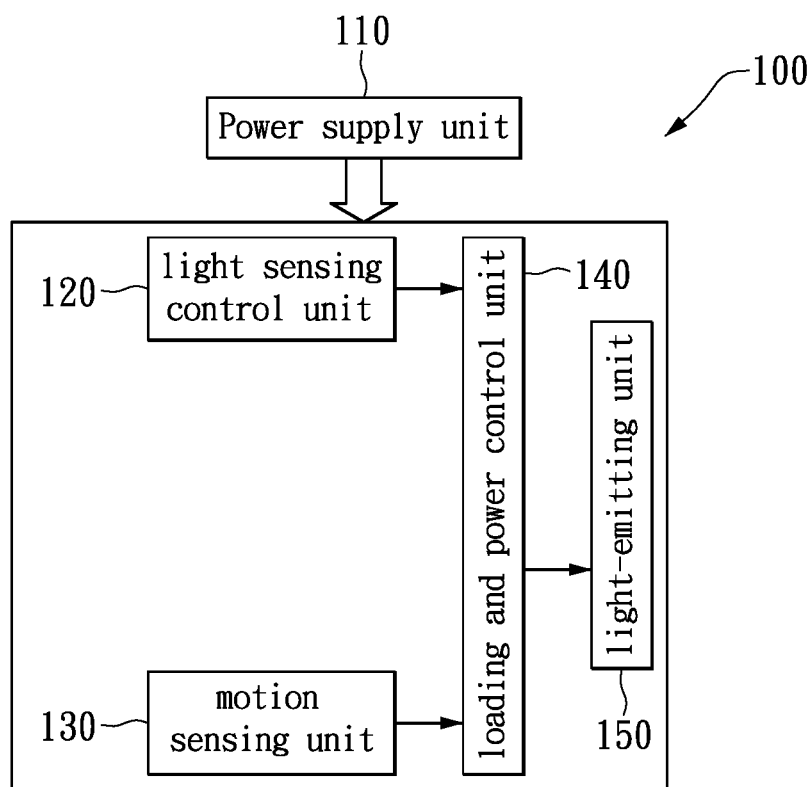 110
100
Power supply unit
light sensing
control unit
120
140
loading and power control unit
light-emitting unit
motion
sensing unit
130
150